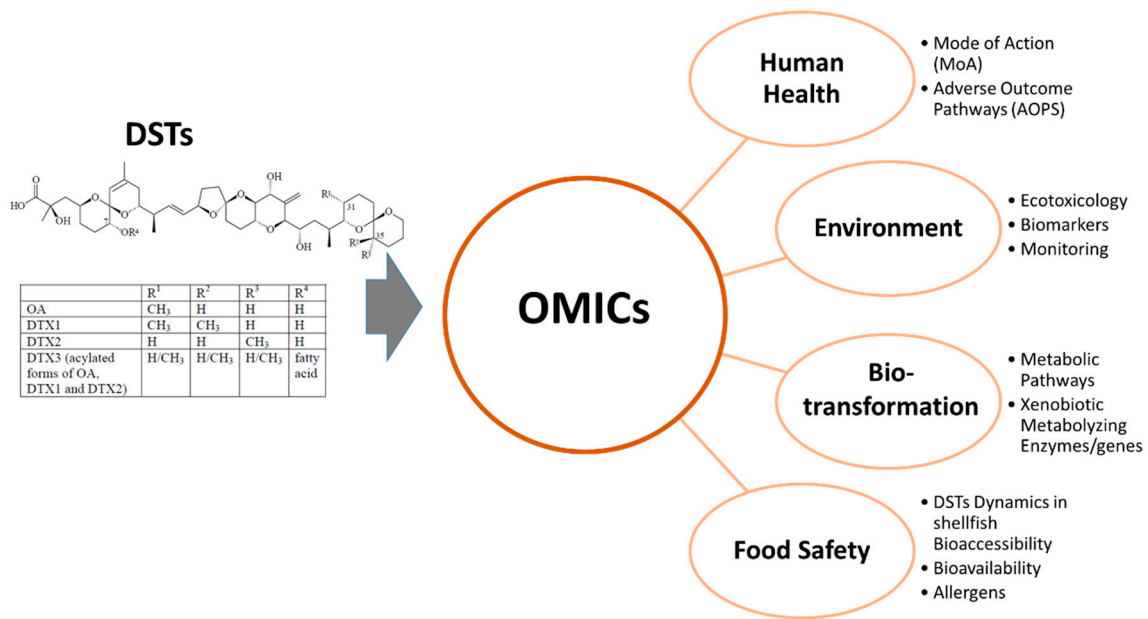 DSTs
O
HO
OH
O
O
OR⁴
O
O
OH
O
OH
R₁
31
O
O
35
R²
R³
R¹ R² R³ R⁴
OA CH₃ H H H
DTX1 CH₃ CH₃ H H
DTX2 H H CH₃ H
DTX3 (acylated H/CH₃ H/CH₃ H/CH₃ fatty
forms of OA, acid
DTX1 and DTX2)
OMICs
Human
Health
• Mode of Action
(MoA)
• Adverse Outcome
Pathways (AOPS)
Environment
• Ecotoxicology
• Biomarkers
• Monitoring
Bio-
transformation
• Metabolic
Pathways
• Xenobiotic
Metabolyzing
Enzymes/genes
Food Safety
• DSTs Dynamics in
shellfish
Bioaccessibility
• Bioavailability
• Allergens